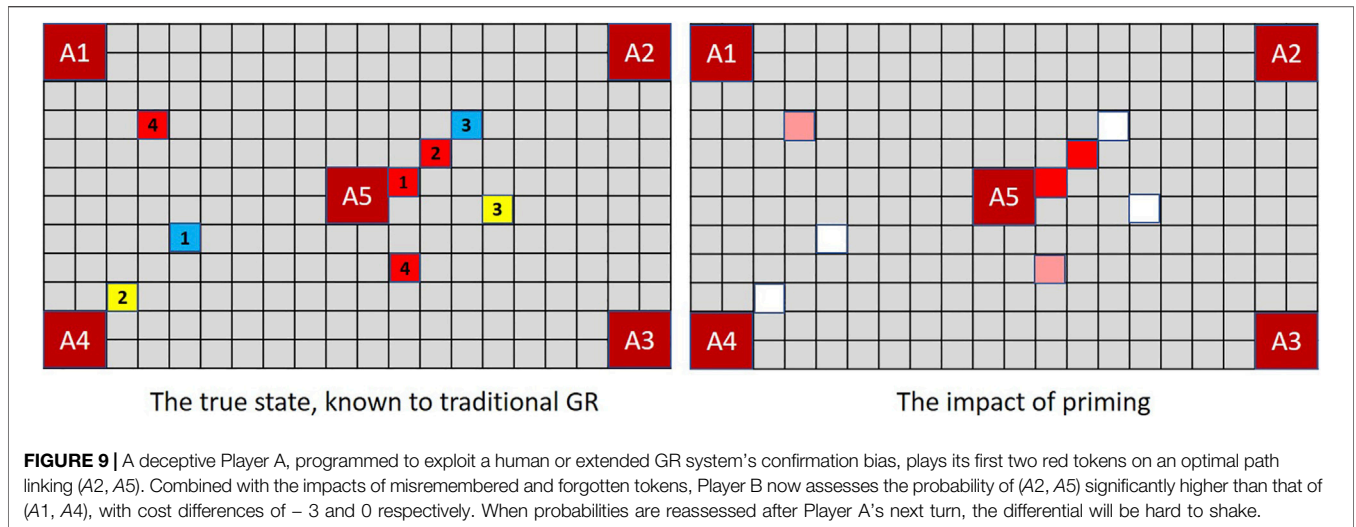 A1 A2 A1 A2
4 3
2
A5 1 A5
3
1
4
2
A4 A3 A4 A3
The true state, known to traditional GR The impact of priming
FIGURE 9 | A deceptive Player A, programmed to exploit a human or extended GR system's confirmation bias, plays its first two red tokens on an optimal path
linking (A2, A5). Combined with the impacts of misremembered and forgotten tokens, Player B now assesses the probability of (A2, A5) significantly higher than that of
(A1, A4), with cost differences of – 3 and 0 respectively. When probabilities are reassessed after Player A's next turn, the differential will be hard to shake.